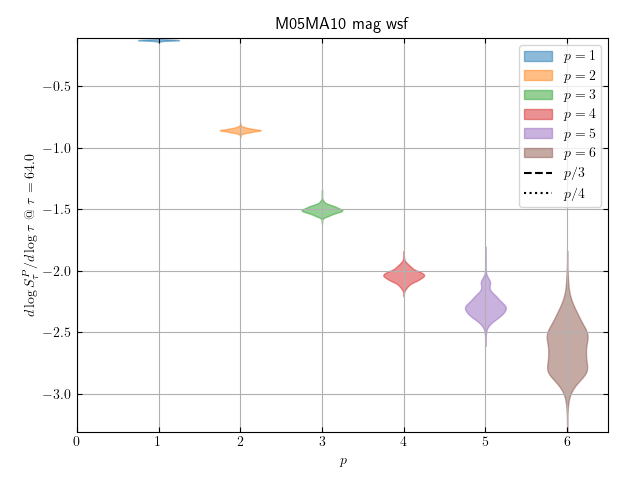 M05MA10 mag wsf
d log S_τ^P / d log τ @ τ = 64.0
−0.5
−1.0
−1.5
−2.0
−2.5
−3.0
0
1
2
3
4
5
6
p
p = 1
p = 2
p = 3
p = 4
p = 5
p = 6
p/3
p/4